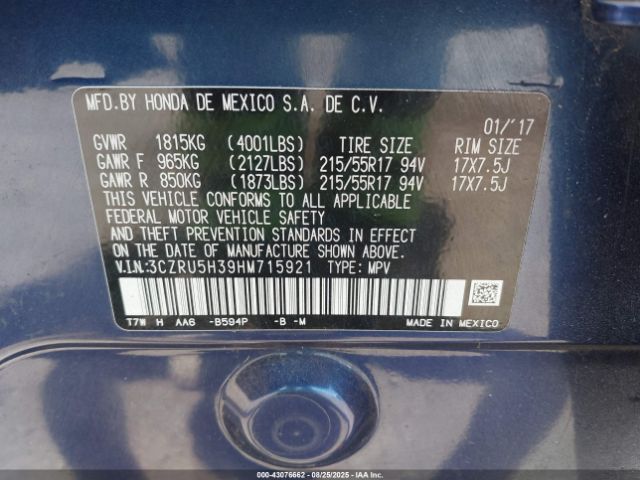 MFD.BY HONDA DE MEXICO S.A. DE C.V.
01/'17
GVWR 1815KG (4001LBS) TIRE SIZE RIM SIZE
GAWR F 965KG (2127LBS) 215/55R17 94V 17X7.5J
GAWR R 850KG (1873LBS) 215/55R17 94V 17X7.5J
THIS VEHICLE CONFORMS TO ALL APPLICABLE
FEDERAL MOTOR VEHICLE SAFETY
AND THEFT PREVENTION STANDARDS IN EFFECT
ON THE DATE OF MANUFACTURE SHOWN ABOVE.
V.I.N:3CZRU5H39HM715921 TYPE: MPV
T7W H AA6 -B594P -B -M MADE IN MEXICO
000-43076662 - 08/25/2025 - IAAI.COM